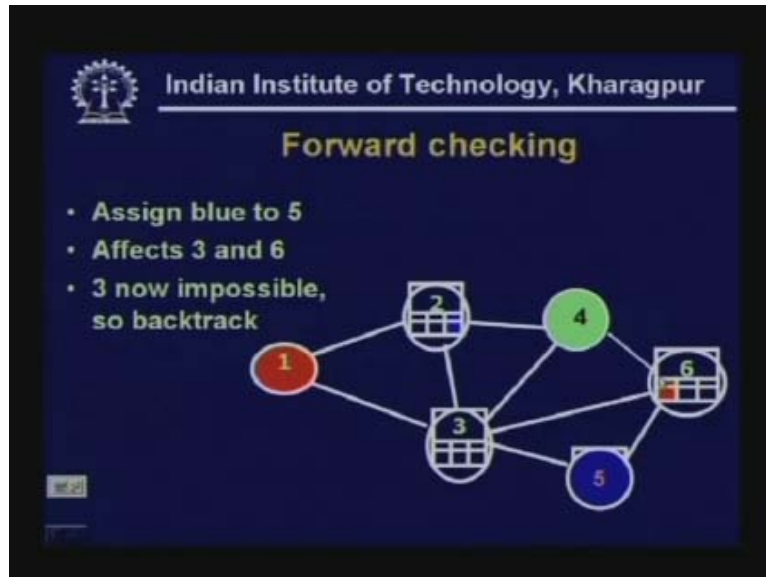 Indian Institute of Technology, Kharagpur
Forward checking
• Assign blue to 5
• Affects 3 and 6
• 3 now impossible,
so backtrack
2
4
1
6
3
5